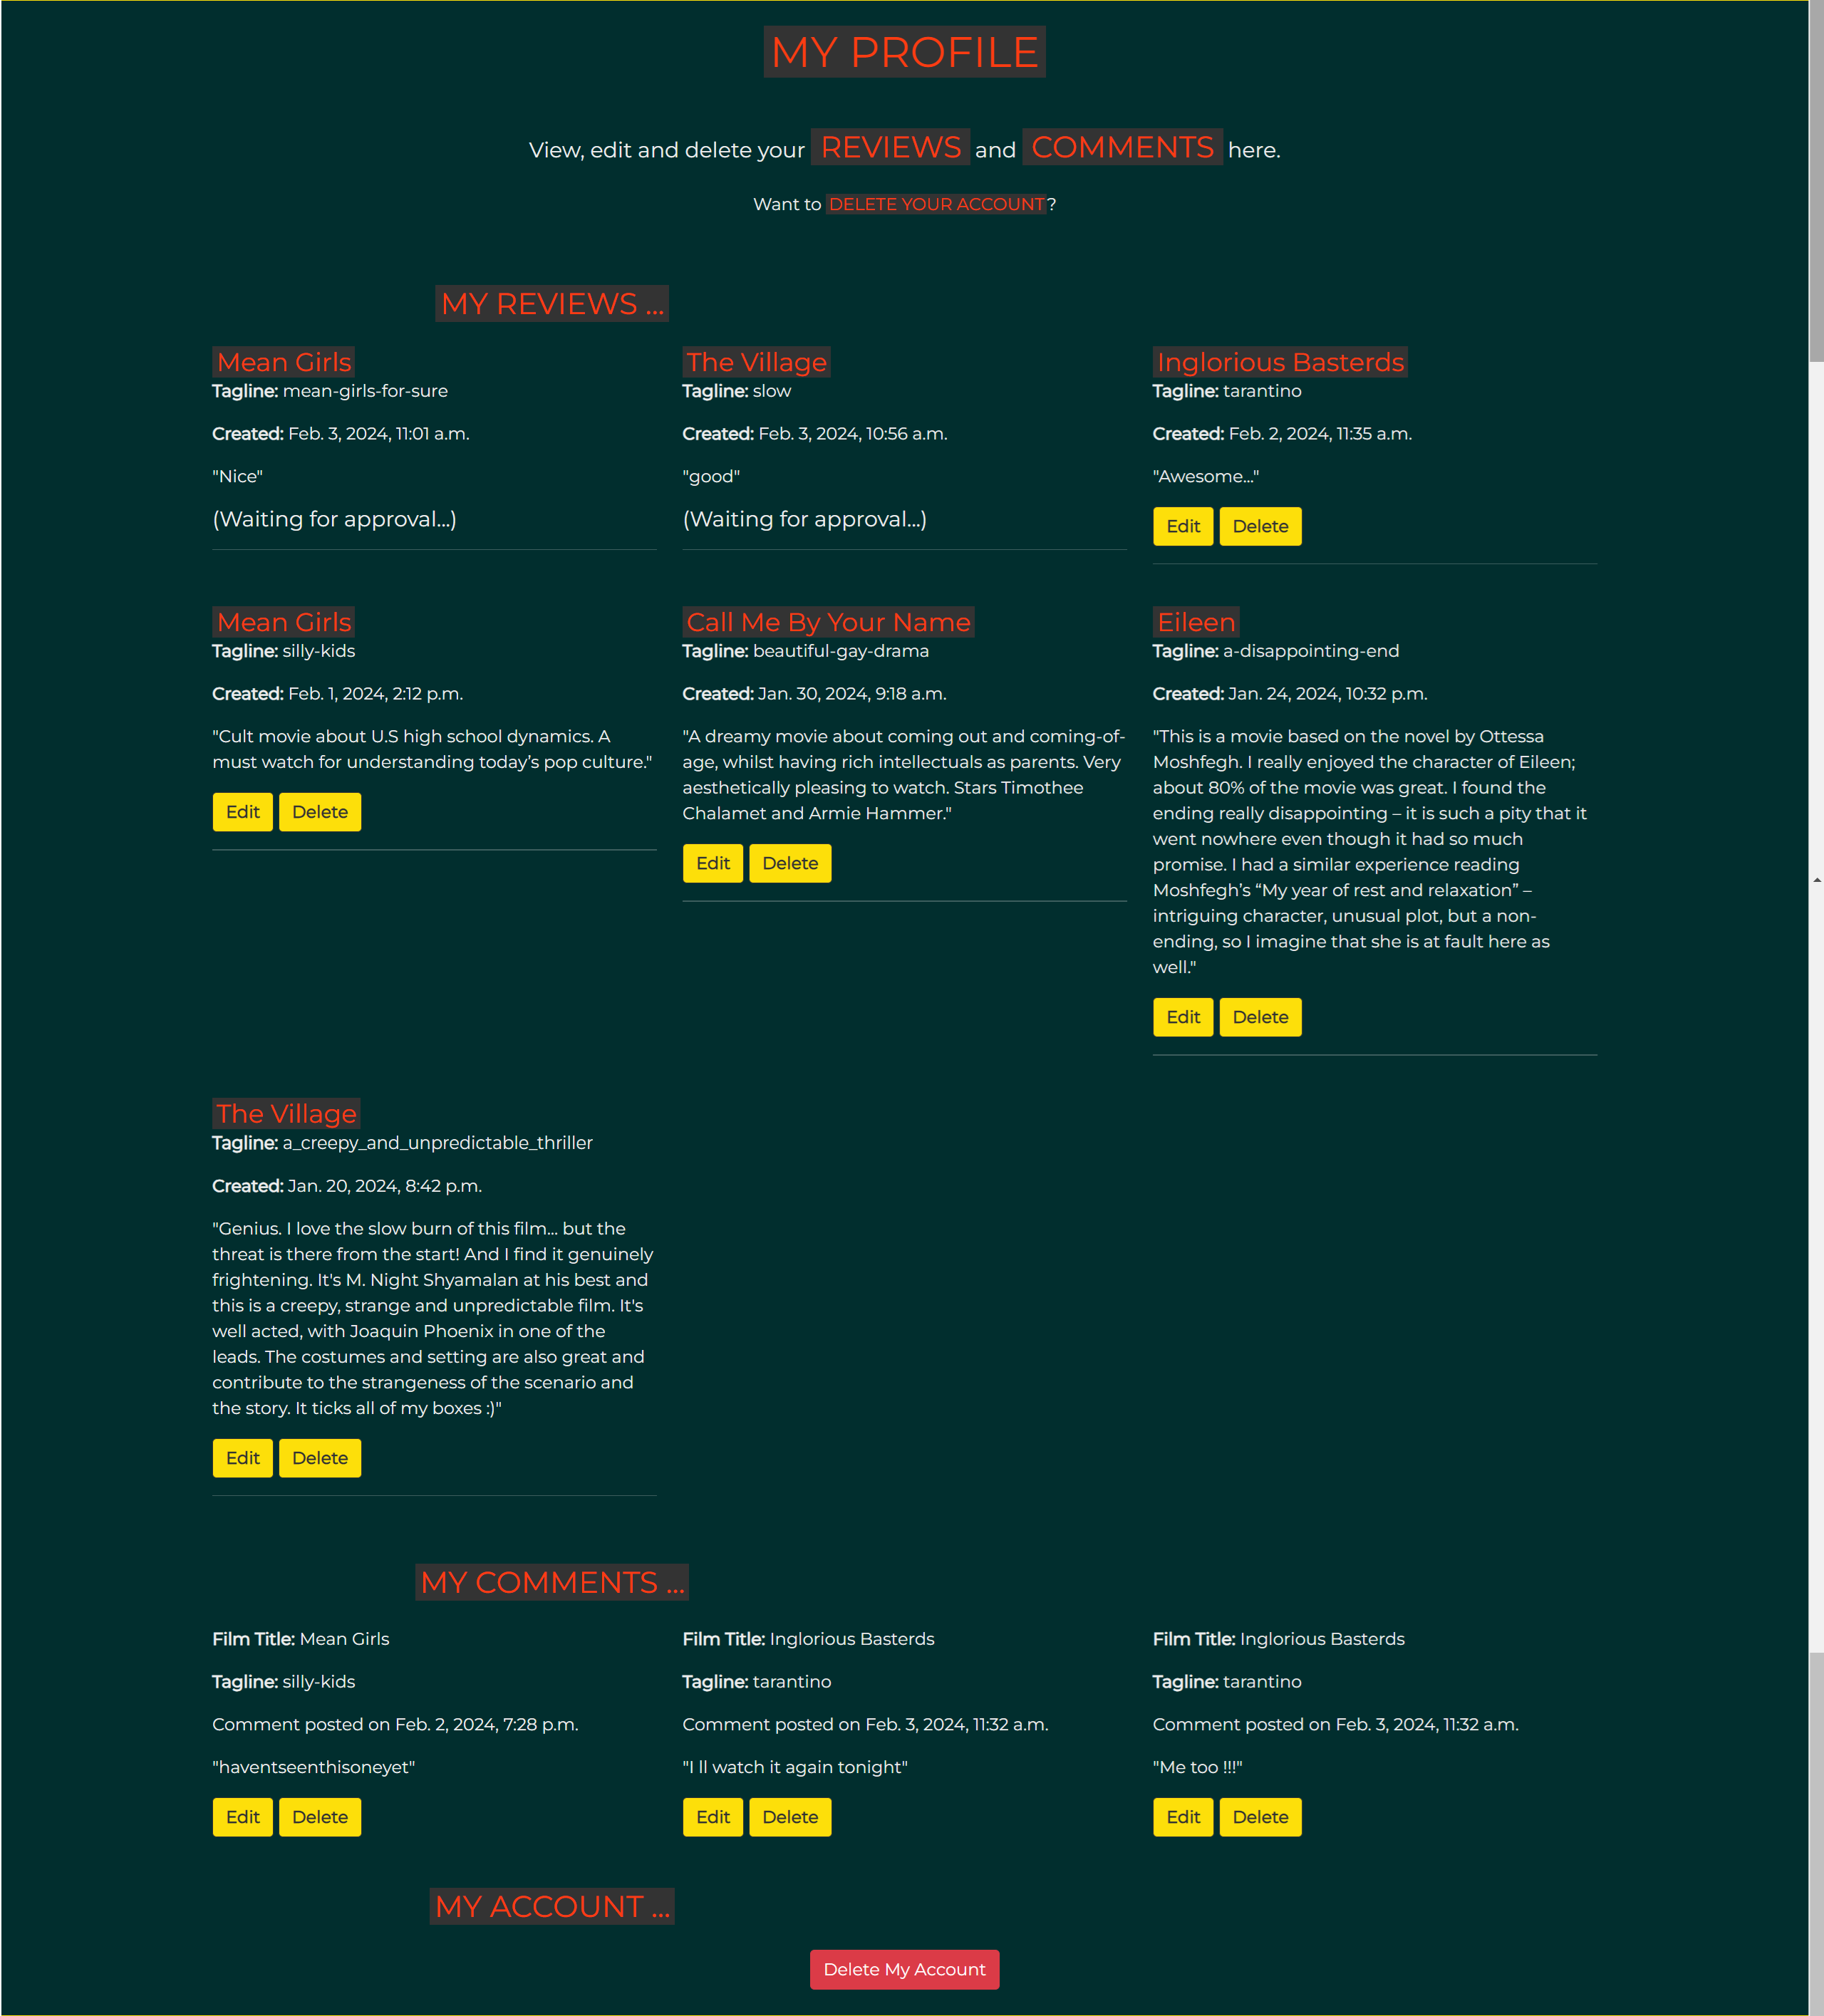 MY PROFILE
View, edit and delete your REVIEWS and COMMENTS here.
Want to DELETE YOUR ACCOUNT?
MY REVIEWS ...
Mean Girls
Tagline: mean-girls-for-sure
Created: Feb. 3, 2024, 11:01 a.m.
"Nice"
(Waiting for approval...)
The Village
Tagline: slow
Created: Feb. 3, 2024, 10:56 a.m.
"good"
(Waiting for approval...)
Inglorious Basterds
Tagline: tarantino
Created: Feb. 2, 2024, 11:35 a.m.
"Awesome..."
Edit Delete
Mean Girls
Tagline: silly-kids
Created: Feb. 1, 2024, 2:12 p.m.
"Cult movie about U.S high school dynamics. A
must watch for understanding today’s pop culture."
Edit Delete
Call Me By Your Name
Tagline: beautiful-gay-drama
Created: Jan. 30, 2024, 9:18 a.m.
"A dreamy movie about coming out and coming-of-
age, whilst having rich intellectuals as parents. Very
aesthetically pleasing to watch. Stars Timothee
Chalamet and Armie Hammer."
Edit Delete
Eileen
Tagline: a-disappointing-end
Created: Jan. 24, 2024, 10:32 p.m.
"This is a movie based on the novel by Ottessa
Moshfegh. I really enjoyed the character of Eileen;
about 80% of the movie was great. I found the
ending really disappointing – it is such a pity that it
went nowhere even though it had so much
promise. I had a similar experience reading
Moshfegh’s “My year of rest and relaxation” –
intriguing character, unusual plot, but a non-
ending, so I imagine that she is at fault here as
well."
Edit Delete
The Village
Tagline: a_creepy_and_unpredictable_thriller
Created: Jan. 20, 2024, 8:42 p.m.
"Genius. I love the slow burn of this film... but the
threat is there from the start! And I find it genuinely
frightening. It's M. Night Shyamalan at his best and
this is a creepy, strange and unpredictable film. It's
well acted, with Joaquin Phoenix in one of the
leads. The costumes and setting are also great and
contribute to the strangeness of the scenario and
the story. It ticks all of my boxes :)"
Edit Delete
MY COMMENTS ...
Film Title: Mean Girls
Tagline: silly-kids
Comment posted on Feb. 2, 2024, 7:28 p.m.
"haventseenthisoneyet"
Edit Delete
Film Title: Inglorious Basterds
Tagline: tarantino
Comment posted on Feb. 3, 2024, 11:32 a.m.
"I ll watch it again tonight"
Edit Delete
Film Title: Inglorious Basterds
Tagline: tarantino
Comment posted on Feb. 3, 2024, 11:32 a.m.
"Me too !!!"
Edit Delete
MY ACCOUNT ...
Delete My Account